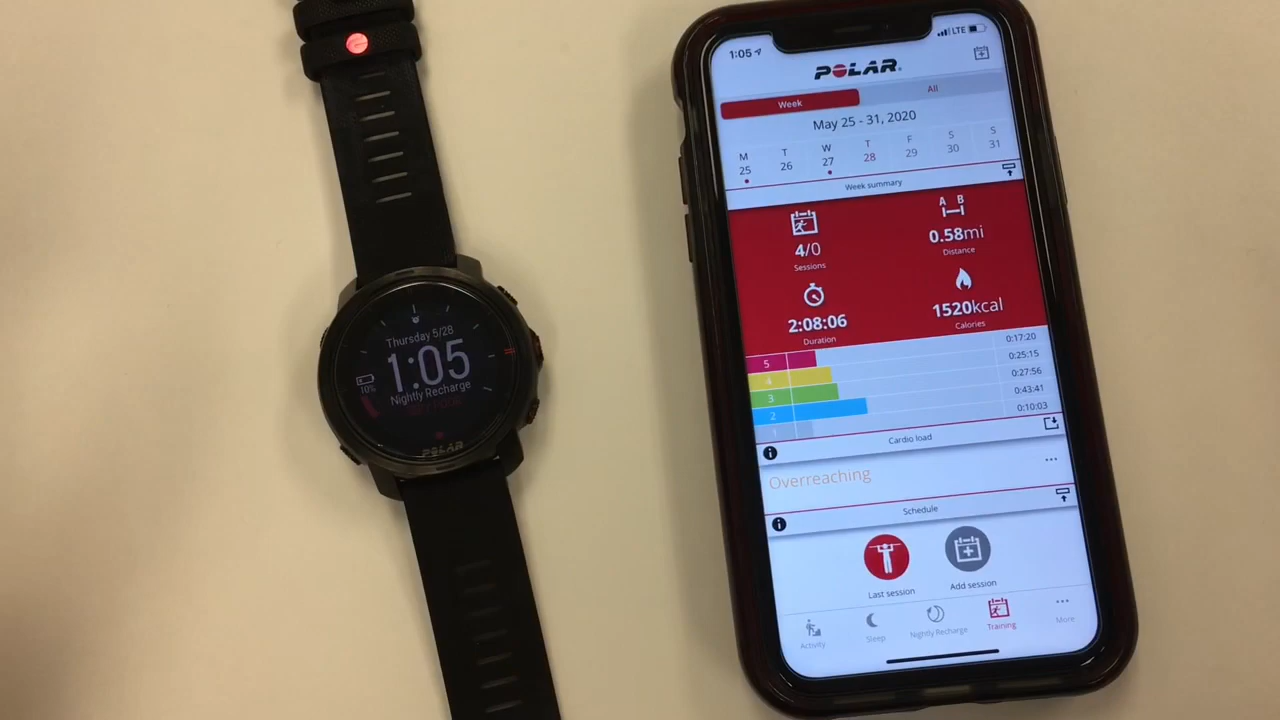 Thursday 5/28
1:05
10%
Nightly Recharge
POLAR
1:05
LTE
POLAR
Week All
May 25 - 31, 2020
M T W T F S S
25 26 27 28 29 30 31
Week summary
4/0 0.58mi
Sessions Distance
2:08:06 1520kcal
Duration Calories
5 0:17:20
4 0:25:15
3 0:27:56
2 0:43:41
1 0:10:03
Cardio load
Overreaching
Schedule
Last session Add session
Activity Sleep Nightly Recharge Training More